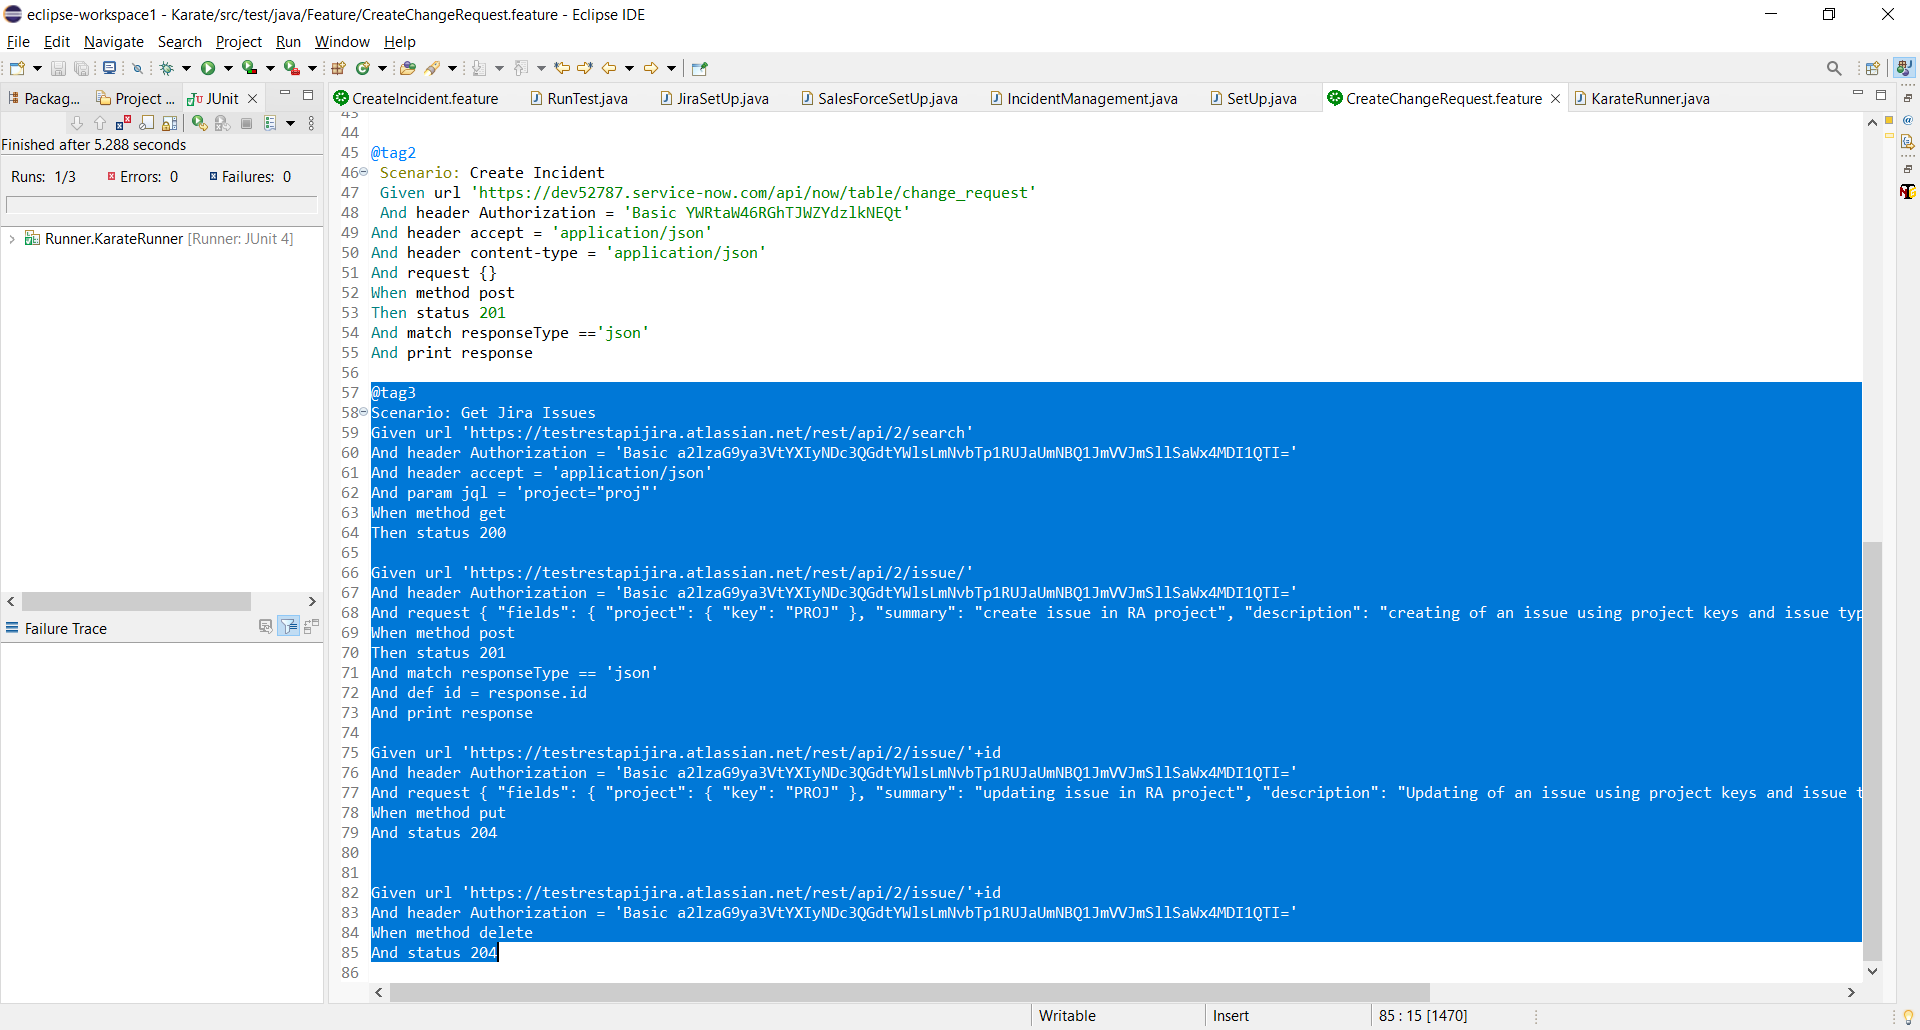 eclipse-workspace1 - Karate/src/test/java/Feature/CreateChangeRequest.feature - Eclipse IDE
File Edit Navigate Search Project Run Window Help
Packag... Project ... JUnit
CreateIncident.feature RunTest.java JiraSetUp.java SalesForceSetUp.java IncidentManagement.java SetUp.java CreateChangeRequest.feature KarateRunner.java
Finished after 5.288 seconds
Runs: 1/3 Errors: 0 Failures: 0
Runner.KarateRunner [Runner: JUnit 4]
Failure Trace
43
44
45 @tag2
46 Scenario: Create Incident
47 Given url 'https://dev52787.service-now.com/api/now/table/change_request'
48 And header Authorization = 'Basic YWRtaW46RGhTJWZYdzlkNEQt'
49 And header accept = 'application/json'
50 And header content-type = 'application/json'
51 And request {}
52 When method post
53 Then status 201
54 And match responseType =='json'
55 And print response
56
57 @tag3
58 Scenario: Get Jira Issues
59 Given url 'https://testrestapijira.atlassian.net/rest/api/2/search'
60 And header Authorization = 'Basic a2lzaG9ya3VtYXIyNDc3QGdtYWlsLmNvbTp1RUJaUmNBQ1JmVVJmSllSaWx4MDI1QTI='
61 And header accept = 'application/json'
62 And param jql = 'project="proj"'
63 When method get
64 Then status 200
65
66 Given url 'https://testrestapijira.atlassian.net/rest/api/2/issue/'
67 And header Authorization = 'Basic a2lzaG9ya3VtYXIyNDc3QGdtYWlsLmNvbTp1RUJaUmNBQ1JmVVJmSllSaWx4MDI1QTI='
68 And request { "fields": { "project": { "key": "PROJ" }, "summary": "create issue in RA project", "description": "creating of an issue using project keys and issue typ
69 When method post
70 Then status 201
71 And match responseType == 'json'
72 And def id = response.id
73 And print response
74
75 Given url 'https://testrestapijira.atlassian.net/rest/api/2/issue/'+id
76 And header Authorization = 'Basic a2lzaG9ya3VtYXIyNDc3QGdtYWlsLmNvbTp1RUJaUmNBQ1JmVVJmSllSaWx4MDI1QTI='
77 And request { "fields": { "project": { "key": "PROJ" }, "summary": "updating issue in RA project", "description": "Updating of an issue using project keys and issue t
78 When method put
79 And status 204
80
81
82 Given url 'https://testrestapijira.atlassian.net/rest/api/2/issue/'+id
83 And header Authorization = 'Basic a2lzaG9ya3VtYXIyNDc3QGdtYWlsLmNvbTp1RUJaUmNBQ1JmVVJmSllSaWx4MDI1QTI='
84 When method delete
85 And status 204
86
Writable Insert 85 : 15 [1470]